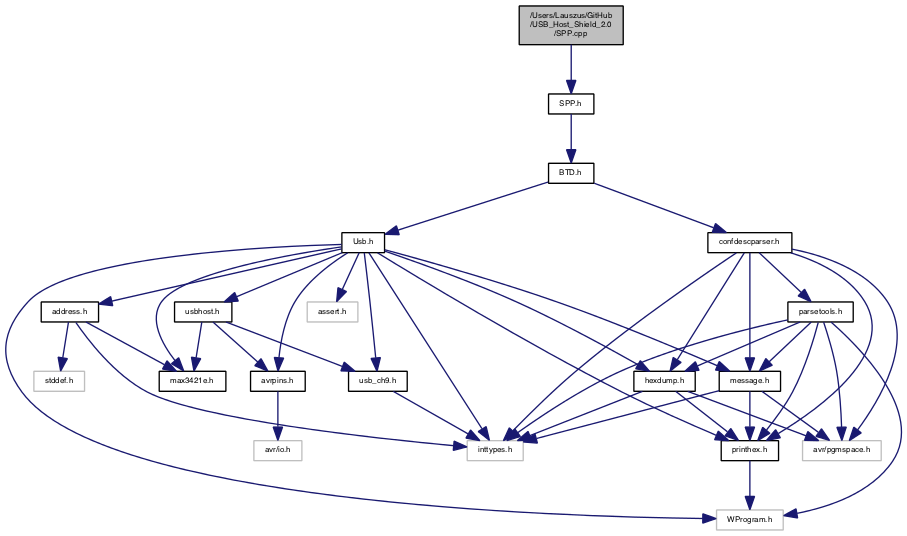 /Users/Lauszus/GitHub
/USB_Host_Shield_2.0
/SPP.cpp
SPP.h
BTD.h
Usb.h
confdescparser.h
address.h
usbhost.h
assert.h
parsetools.h
stddef.h
max3421e.h
avrpins.h
usb_ch9.h
hexdump.h
message.h
avr/io.h
inttypes.h
printhex.h
avr/pgmspace.h
WProgram.h